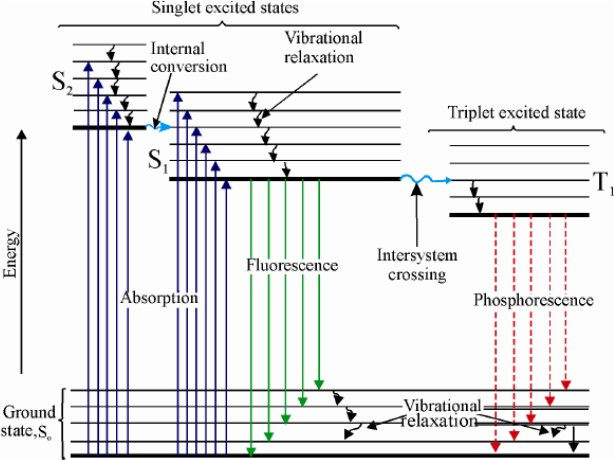 Singlet excited states
Internal
conversion
Vibrational
relaxation
S2
Triplet excited state
S1
T1
Energy
Intersystem
crossing
Fluorescence
Absorption
Phosphorescence
Ground
state,So
Vibrational
relaxation